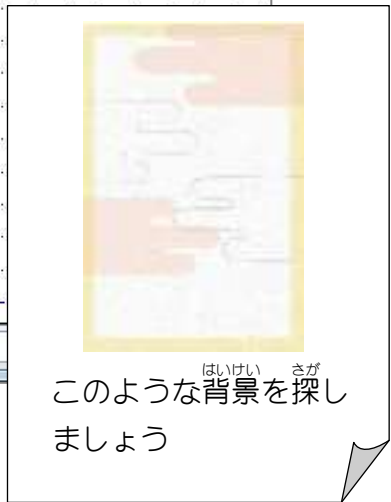 はいけい さが
このような背景を探し
ましょう